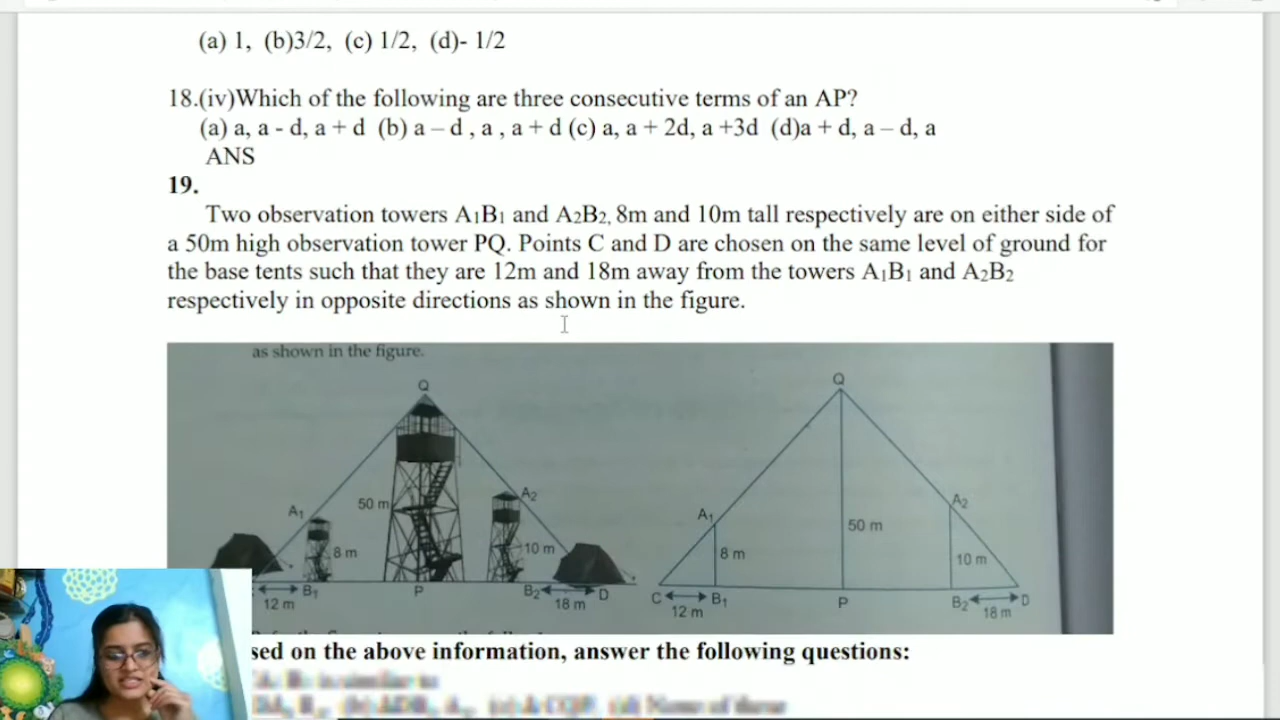 (a) 1, (b)3/2, (c) 1/2, (d)- 1/2
18.(iv)Which of the following are three consecutive terms of an AP?
(a) a, a - d, a + d (b) a – d , a , a + d (c) a, a + 2d, a +3d (d)a + d, a – d, a
ANS
19.
Two observation towers A1B1 and A2B2, 8m and 10m tall respectively are on either side of
a 50m high observation tower PQ. Points C and D are chosen on the same level of ground for
the base tents such that they are 12m and 18m away from the towers A1B1 and A2B2
respectively in opposite directions as shown in the figure.
as shown in the figure.
Q
A1
50 m
8 m
A2
10 m
B1
P
B2
D
12 m
18 m
Q
A1
8 m
50 m
A2
10 m
C
B1
P
B2
D
12 m
18 m
sed on the above information, answer the following questions: